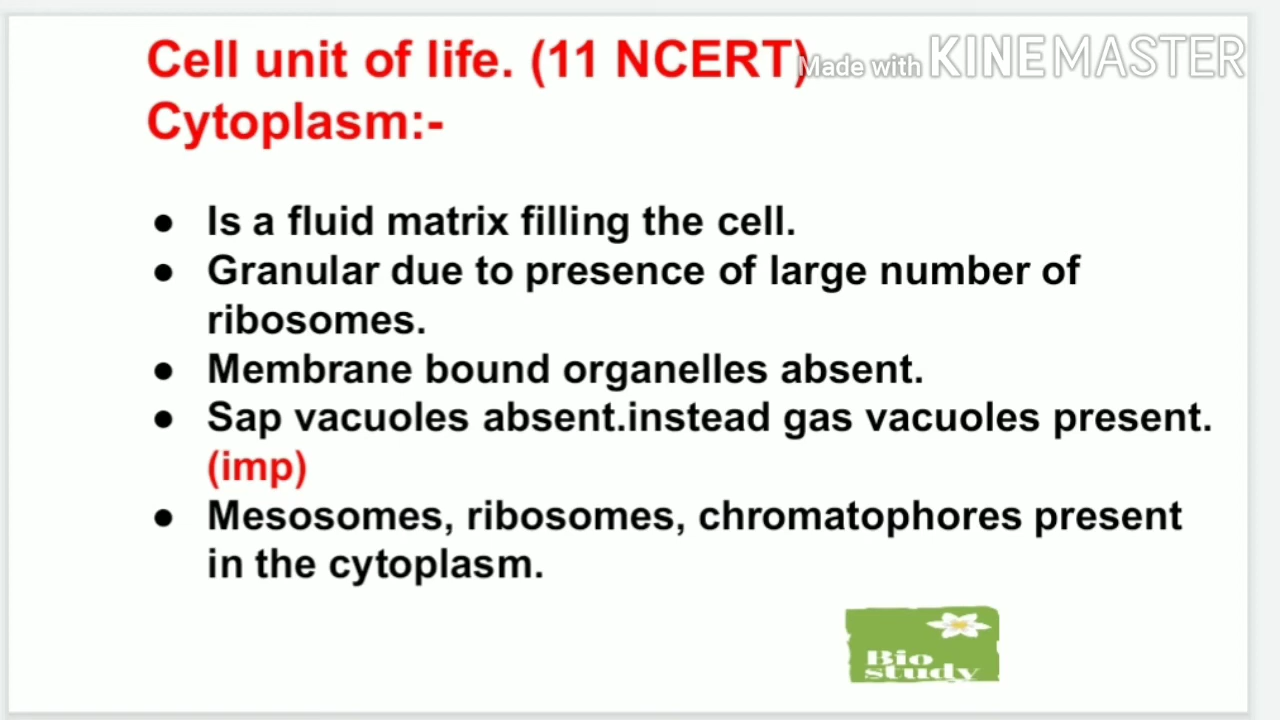 Cell unit of life. (11 NCERT)
Made with KINEMASTER
Cytoplasm:-
● Is a fluid matrix filling the cell.
● Granular due to presence of large number of
ribosomes.
● Membrane bound organelles absent.
● Sap vacuoles absent.instead gas vacuoles present.
(imp)
● Mesosomes, ribosomes, chromatophores present
in the cytoplasm.
Bio
study